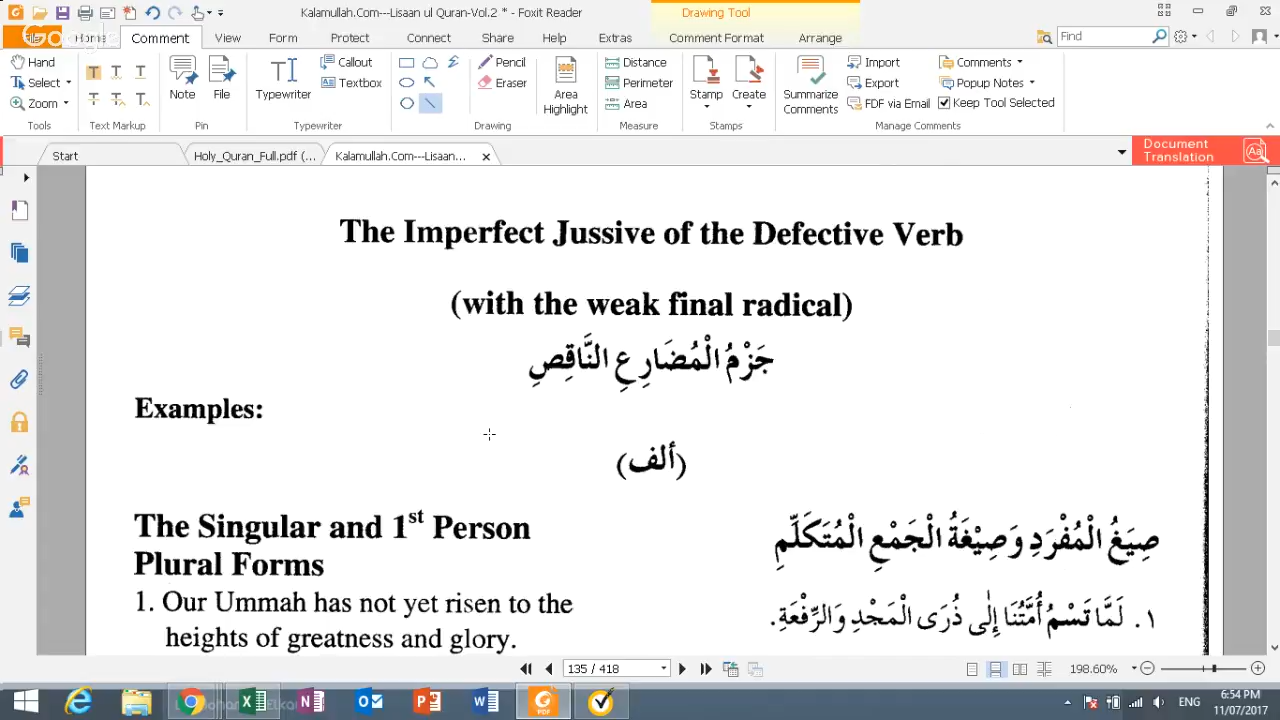 Kalamullah.Com---Lisaan ul Quran-Vol.2 * - Foxit Reader
Drawing Tool
Google
Home
Comment
View
Form
Protect
Connect
Share
Help
Extras
Comment Format
Arrange
Find
Hand
Select
Zoom
Tools
Text Markup
Note
File
Pin
Typewriter
Callout
Textbox
Typewriter
Pencil
Eraser
Drawing
Area
Highlight
Distance
Perimeter
Area
Measure
Stamp
Create
Stamps
Summarize
Comments
Import
Export
FDF via Email
Comments
Popup Notes
Keep Tool Selected
Manage Comments
Start
Holy_Quran_Full.pdf (...
Kalamullah.Com---Lisaan...
Document
Translation
The Imperfect Jussive of the Defective Verb
(with the weak final radical)
جَزْمُ الْمُضَارِعِ النَّاقِصِ
Examples:
(ألف)
The Singular and 1st Person
Plural Forms
صِيَغُ الْمُفْرَدِ وَصِيْغَةُ الْجَمْعِ الْمُتَكَلِّمِ
1. Our Ummah has not yet risen to the
heights of greatness and glory.
١. لَمَّا تَسْمُ أُمَّتُنَا إِلٰى ذُرَى الْمَجْدِ وَالرِّفْعَةِ.
135 / 418
198.60%
ENG
6:54 PM
11/07/2017